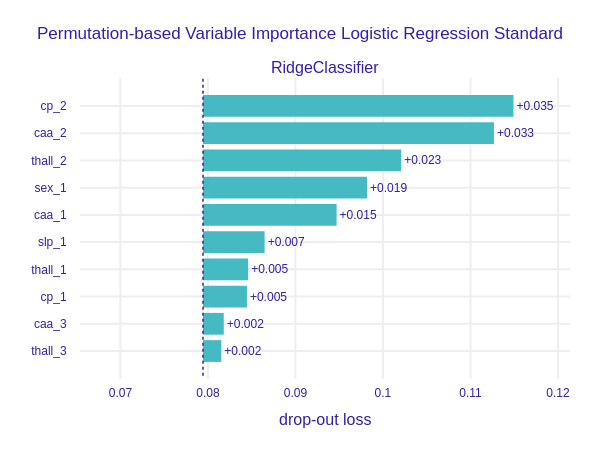 Permutation-based Variable Importance Logistic Regression Standard
RidgeClassifier
cp_2 +0.035
caa_2 +0.033
thall_2 +0.023
sex_1 +0.019
caa_1 +0.015
slp_1 +0.007
thall_1 +0.005
cp_1 +0.005
caa_3 +0.002
thall_3 +0.002
0.07 0.08 0.09 0.1 0.11 0.12
drop-out loss